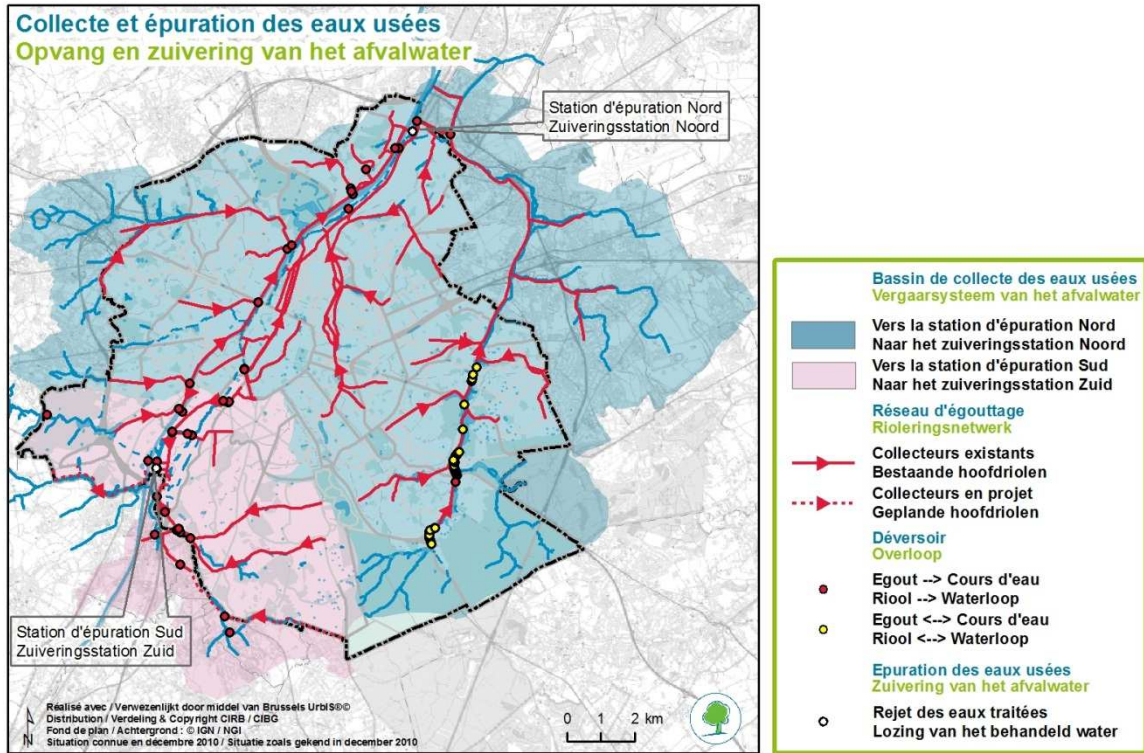 Collecte et épuration des eaux usées
Opvang en zuivering van het afvalwater
Station d'épuration Nord
Zuiveringsstation Noord
Station d'épuration Sud
Zuiveringsstation Zuid
N
Réalisé avec / Verwezenlijkt door middel van Brussels UrbIS®©
Distribution / Verdeling & Copyright CIRB / CIBG
Fond de plan / Achtergrond : © IGN / NGI
Situation connue en décembre 2010 / Situatie zoals gekend in december 2010
0 1 2 km
Bassin de collecte des eaux usées
Vergaarsysteem van het afvalwater
Vers la station d'épuration Nord
Naar het zuiveringsstation Noord
Vers la station d'épuration Sud
Naar het zuiveringsstation Zuid
Réseau d'égouttage
Rioleringsnetwerk
Collecteurs existants
Bestaande hoofdriolen
Collecteurs en projet
Geplande hoofdriolen
Déversoir
Overloop
Egout --> Cours d'eau
Riool --> Waterloop
Egout <--> Cours d'eau
Riool <--> Waterloop
Epuration des eaux usées
Zuivering van het afvalwater
Rejet des eaux traitées
Lozing van het behandeld water